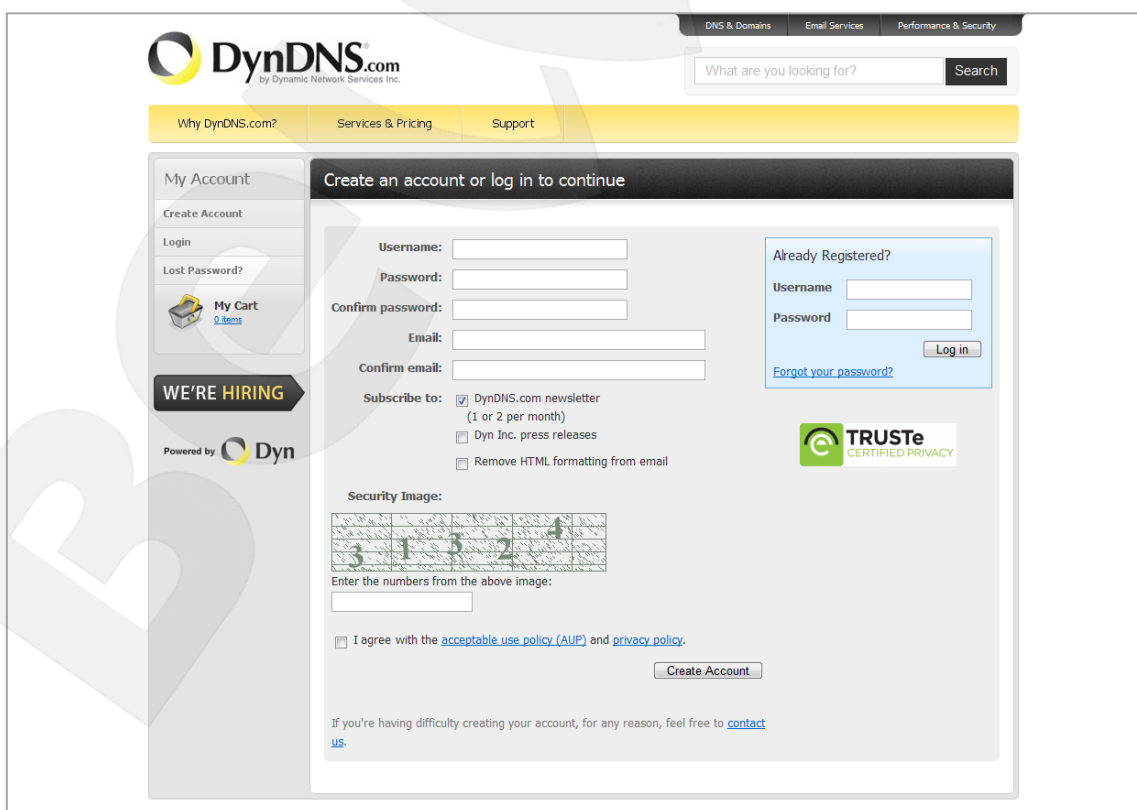 DNS & Domains Email Services Performance & Security
DynDNS.com
by Dynamic Network Services Inc.
What are you looking for? Search
Why DynDNS.com? Services & Pricing Support
My Account
Create Account
Login
Lost Password?
My Cart
0 items
WE'RE HIRING
Powered by Dyn
Create an account or log in to continue
Username:
Password:
Confirm password:
Email:
Confirm email:
Subscribe to: DynDNS.com newsletter
(1 or 2 per month)
Dyn Inc. press releases
Remove HTML formatting from email
Security Image:
3 1 3 2 4
Enter the numbers from the above image:
I agree with the acceptable use policy (AUP) and privacy policy.
Create Account
If you're having difficulty creating your account, for any reason, feel free to contact
us.
Already Registered?
Username
Password
Log in
Forgot your password?
TRUSTe
CERTIFIED PRIVACY